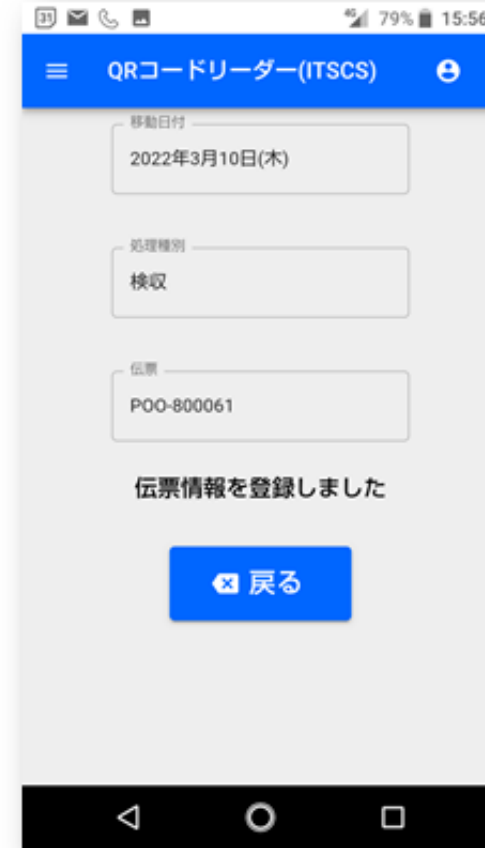 31
4G 79% 15:56
QRコードリーダー(ITSCS)
移動日付
2022年3月10日(木)
処理種別
検収
伝票
POO-800061
伝票情報を登録しました
戻る